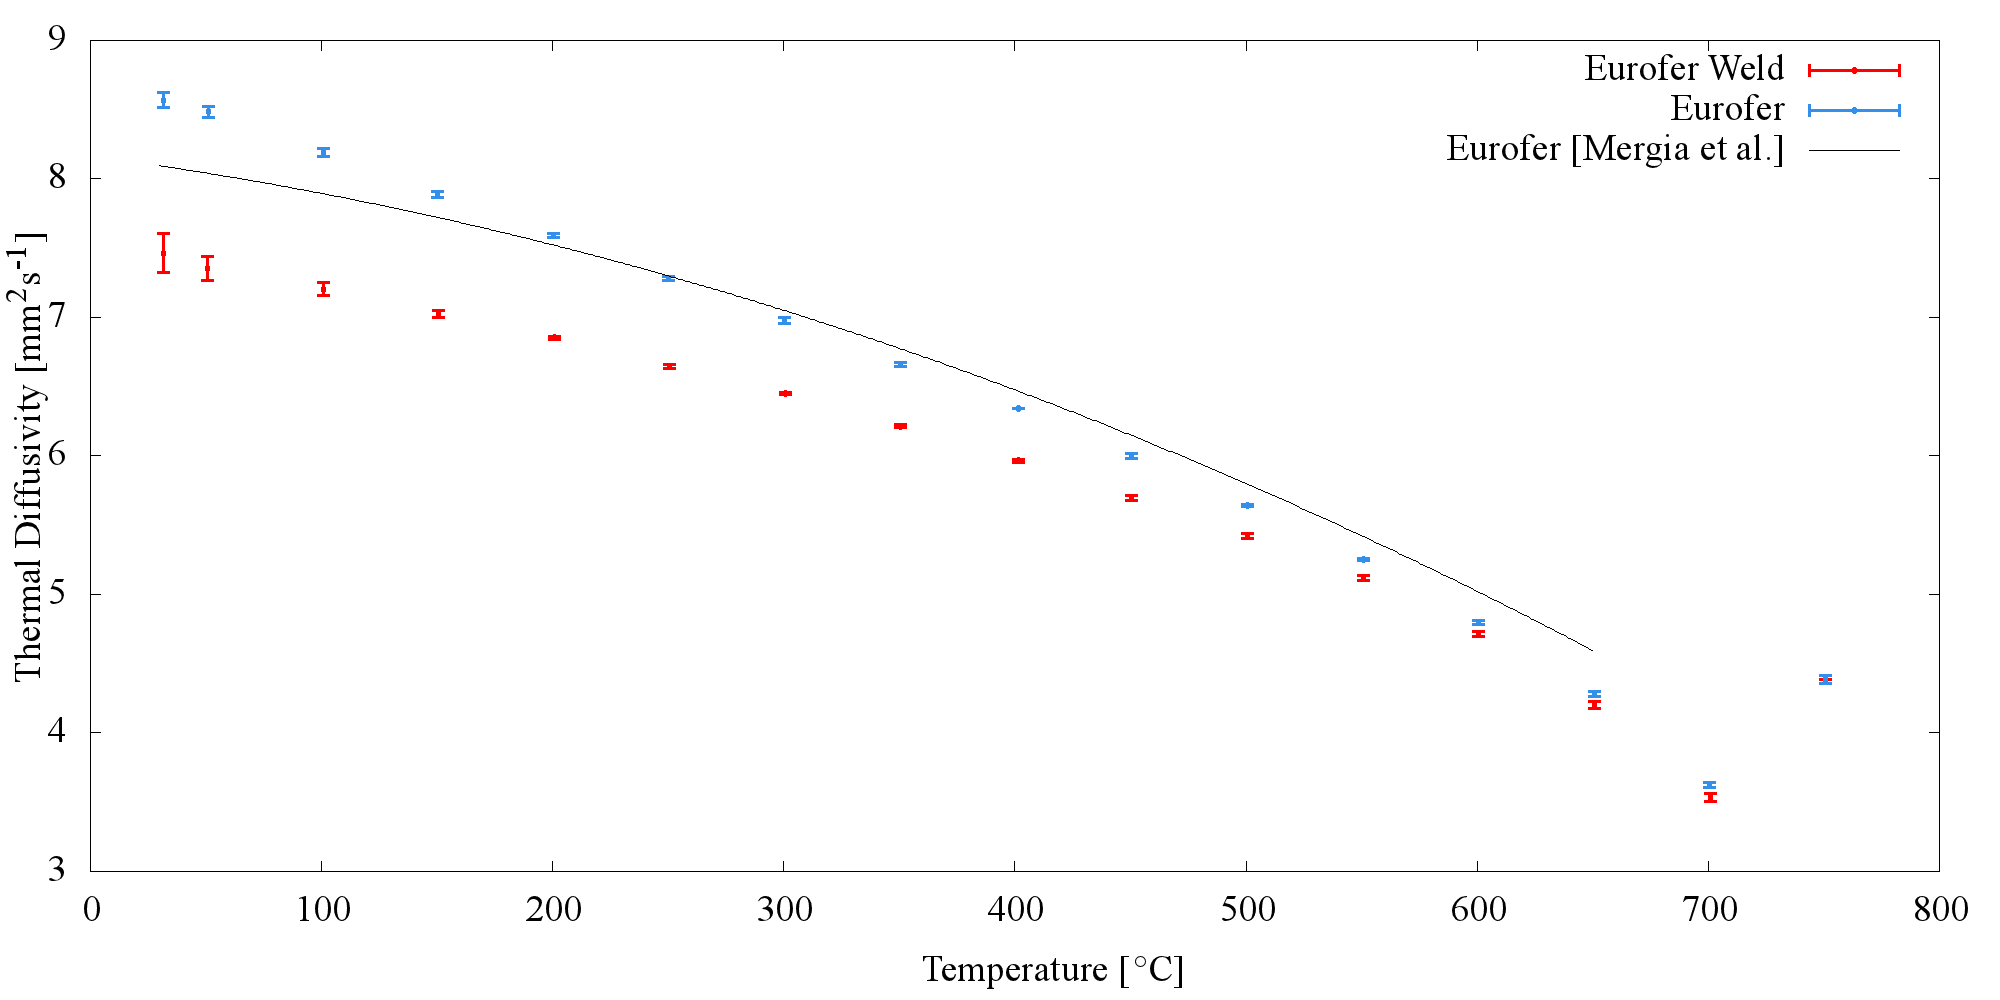 Thermal Diffusivity [mm²s⁻¹]
9
8
7
6
5
4
3
Eurofer Weld
Eurofer
Eurofer [Mergia et al.]
0 100 200 300 400 500 600 700 800
Temperature [°C]